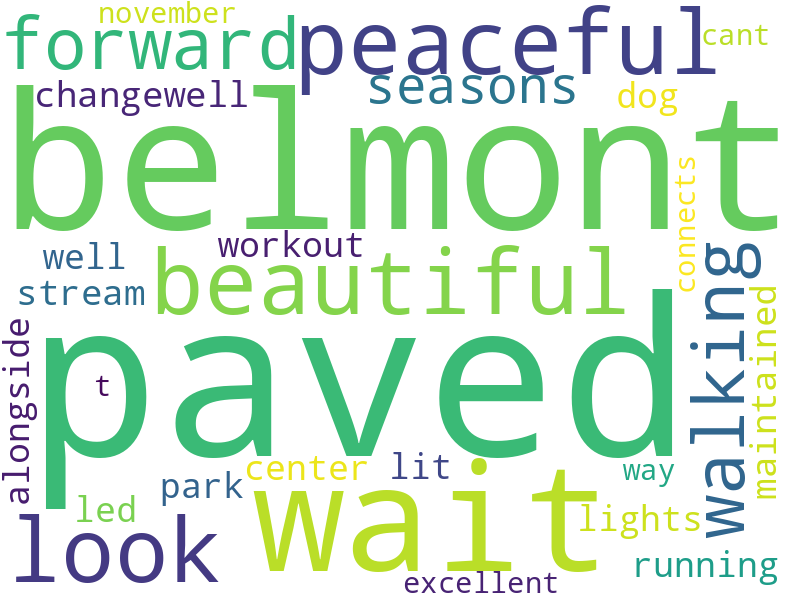 november
forward
peaceful
cant
changewell
seasons
dog
belmont
connects
well
workout
walking
stream
beautiful
maintained
alongside
paved
t
center
lit
way
park
wait
led
lights
look
running
excellent